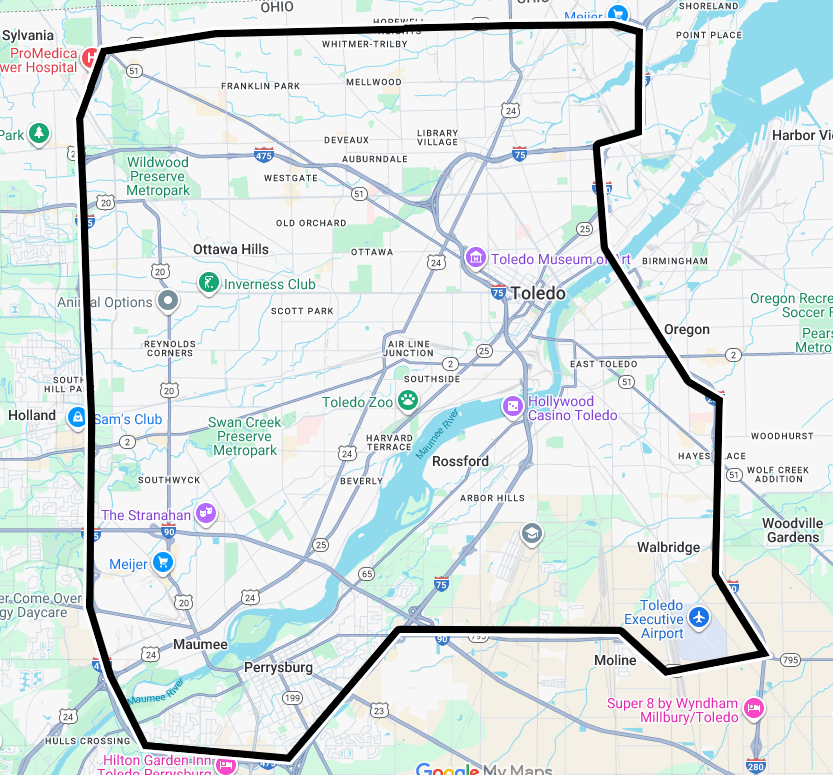 OHIO
OHIO
SHORELAND
Meijer
HOPEWELL
HEIGHTS
Sylvania
WHITMER-TRILBY
POINT PLACE
ProMedica
wer Hospital
51
FRANKLIN PARK
MELLWOOD
24
Park
Harbor Vi
DEVEAUX
LIBRARY
VILLAGE
475
AUBURNDALE
75
Wildwood
Preserve
Metropark
WESTGATE
51
20
OLD ORCHARD
25
Ottawa Hills
OTTAWA
Toledo Museum of Art
BIRMINGHAM
24
20
Inverness Club
75
Toledo
Animal Options
Oregon Recre
Soccer F
SCOTT PARK
Oregon
Pears
Metro
REYNOLDS
CORNERS
AIR LINE
JUNCTION
25
2
2
EAST TOLEDO
SOUTHSIDE
51
20
Toledo Zoo
Hollywood
Casino Toledo
Holland
Sam's Club
Maumee River
Swan Creek
Preserve
Metropark
2
HARVARD
TERRACE
WOODHURST
24
Rossford
51
WOLF CREEK
ADDITION
SOUTHWYCK
BEVERLY
ARBOR HILLS
The Stranahan
90
Woodville
Gardens
25
Walbridge
Meijer
65
75
er Come Over
gy Daycare
20
24
Toledo
Executive
Airport
90
795
Maumee
24
Perrysburg
Moline
795
Maumee River
199
23
24
Super 8 by Wyndham
Millbury/Toledo
HULLS CROSSING
Hilton Garden Inn
Toledo Perrysburg
280
Google My Maps